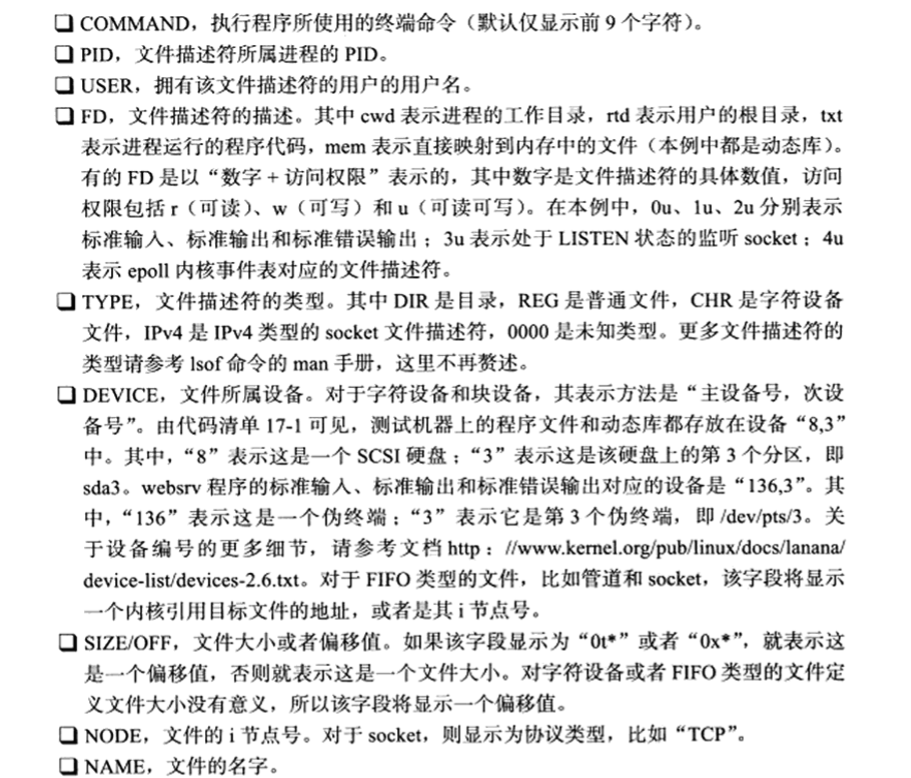 ❑ COMMAND，执行程序所使用的终端命令（默认仅显示前 9 个字符）。
❑ PID，文件描述符所属进程的 PID。
❑ USER，拥有该文件描述符的用户的用户名。
❑ FD，文件描述符的描述。其中 cwd 表示进程的工作目录，rtd 表示用户的根目录，txt
表示进程运行的程序代码，mem 表示直接映射到内存中的文件（本例中都是动态库）。
有的 FD 是以“数字 + 访问权限”表示的，其中数字是文件描述符的具体数值，访问
权限包括 r（可读）、w（可写）和 u（可读可写）。在本例中，0u、1u、2u 分别表示
标准输入、标准输出和标准错误输出；3u 表示处于 LISTEN 状态的监听 socket；4u
表示 epoll 内核事件表对应的文件描述符。
❑ TYPE，文件描述符的类型。其中 DIR 是目录，REG 是普通文件，CHR 是字符设备
文件，IPv4 是 IPv4 类型的 socket 文件描述符，0000 是未知类型。更多文件描述符的
类型请参考 lsof 命令的 man 手册，这里不再赘述。
❑ DEVICE，文件所属设备。对于字符设备和块设备，其表示方法是“主设备号，次设
备号”。由代码清单 17-1 可见，测试机器上的程序文件和动态库都存放在设备“8,3”
中。其中，“8”表示这是一个 SCSI 硬盘；“3”表示这是该硬盘上的第 3 个分区，即
sda3。websrv 程序的标准输入、标准输出和标准错误输出对应的设备是“136,3”。其
中，“136”表示这是一个伪终端；“3”表示它是第 3 个伪终端，即 /dev/pts/3。关
于设备编号的更多细节，请参考文档 http：//www.kernel.org/pub/linux/docs/lanana/
device-list/devices-2.6.txt。对于 FIFO 类型的文件，比如管道和 socket，该字段将显示
一个内核引用目标文件的地址，或者是其 i 节点号。
❑ SIZE/OFF，文件大小或者偏移值。如果该字段显示为“0t*”或者“0x*”，就表示这
是一个偏移值，否则就表示这是一个文件大小。对字符设备或者 FIFO 类型的文件定
义文件大小没有意义，所以该字段将显示一个偏移值。
❑ NODE，文件的 i 节点号。对于 socket，则显示为协议类型，比如“TCP”。
❑ NAME，文件的名字。